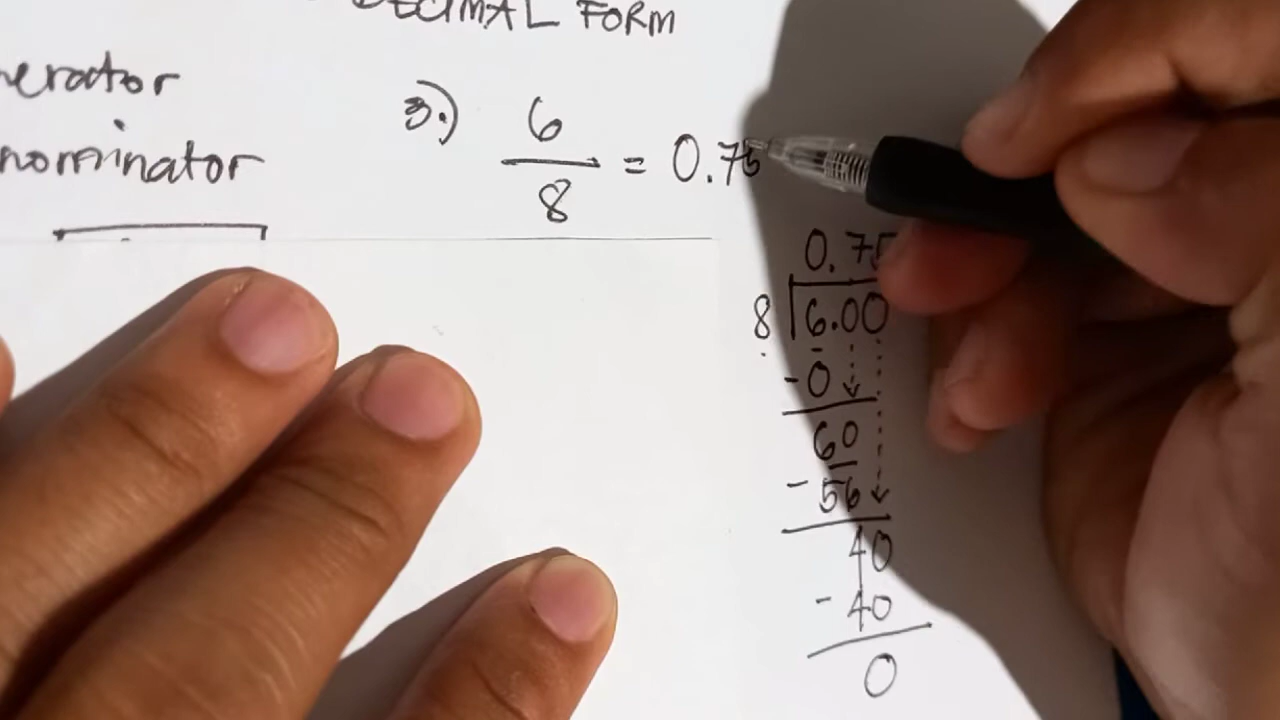 DECIMAL FORM
nerator
nominator
3.) 6
8 = 0.75
0.75
8 6.00
-0
60
-56
40
-40
0